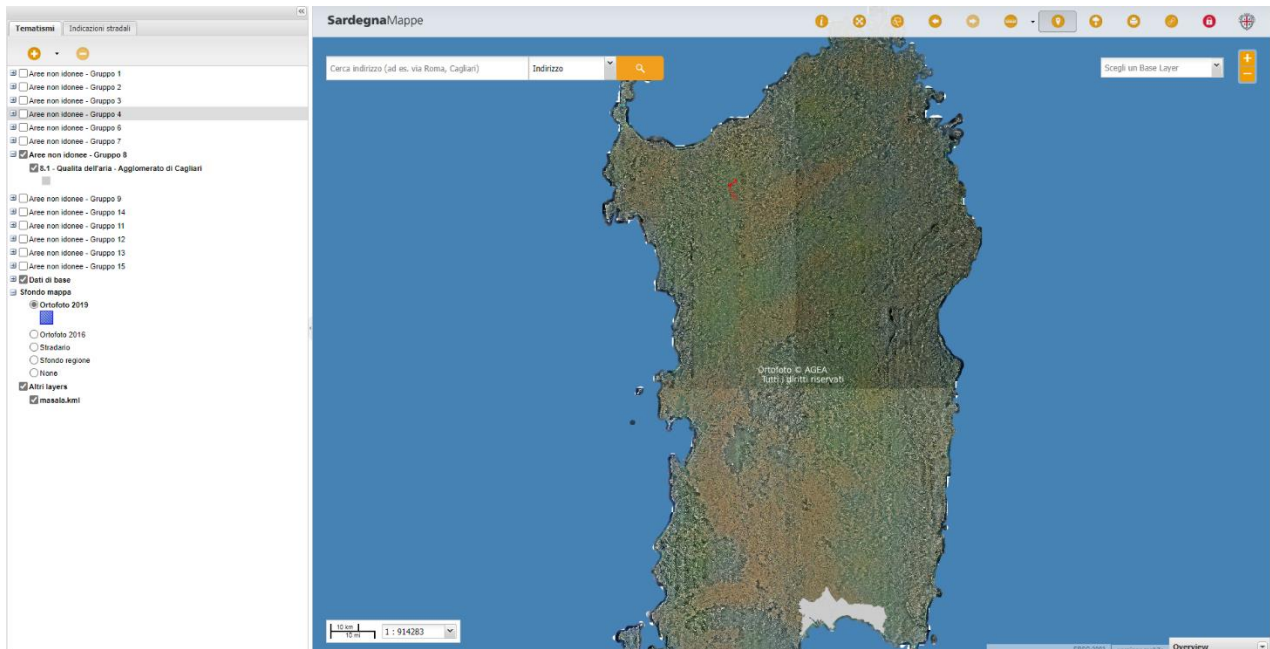 Tematismi
Indicazioni stradali
Aree non idonee - Gruppo 1
Aree non idonee - Gruppo 2
Aree non idonee - Gruppo 3
Aree non idonee - Gruppo 4
Aree non idonee - Gruppo 6
Aree non idonee - Gruppo 7
Aree non idonee - Gruppo 8
8.1 - Qualita dell'aria - Agglomerato di Cagliari
Aree non idonee - Gruppo 9
Aree non idonee - Gruppo 14
Aree non idonee - Gruppo 11
Aree non idonee - Gruppo 12
Aree non idonee - Gruppo 13
Aree non idonee - Gruppo 15
Dati di base
Sfondo mappa
Ortofoto 2019
Ortofoto 2016
Stradario
Sfondo regione
None
Altri layers
masala.kml
SardegnaMappe
Cerca indirizzo (ad es. via Roma, Cagliari)
Indirizzo
Scegli un Base Layer
Ortofoto © AGEA
Tutti i diritti riservati
10 km
10 mi
1 : 914283
Overview